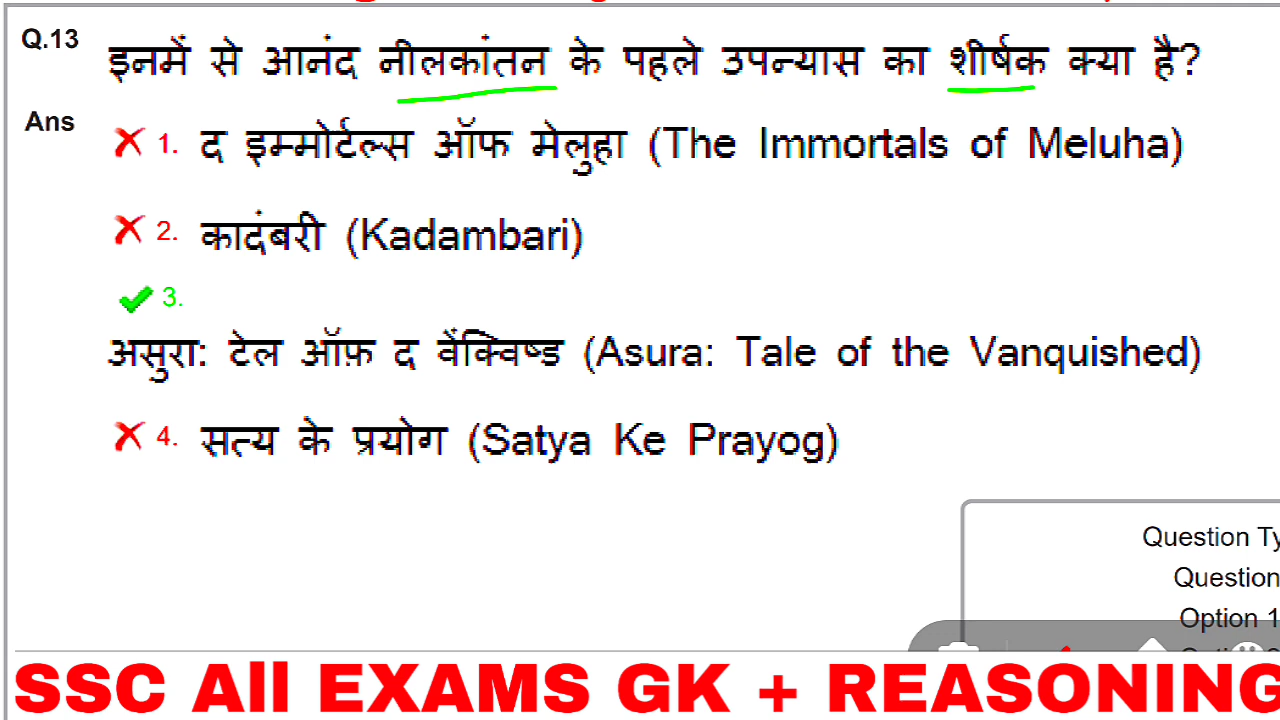 Q.13 इनमें से आनंद नीलकांतन के पहले उपन्यास का शीर्षक क्या है?
Ans
1. द इम्मोर्टल्स ऑफ मेलुहा (The Immortals of Meluha)
2. कादंबरी (Kadambari)
3.
असुरा: टेल ऑफ़ द वेंक्विष्ड (Asura: Tale of the Vanquished)
4. सत्य के प्रयोग (Satya Ke Prayog)
Question Ty
Question
Option 1
SSC All EXAMS GK + REASONING